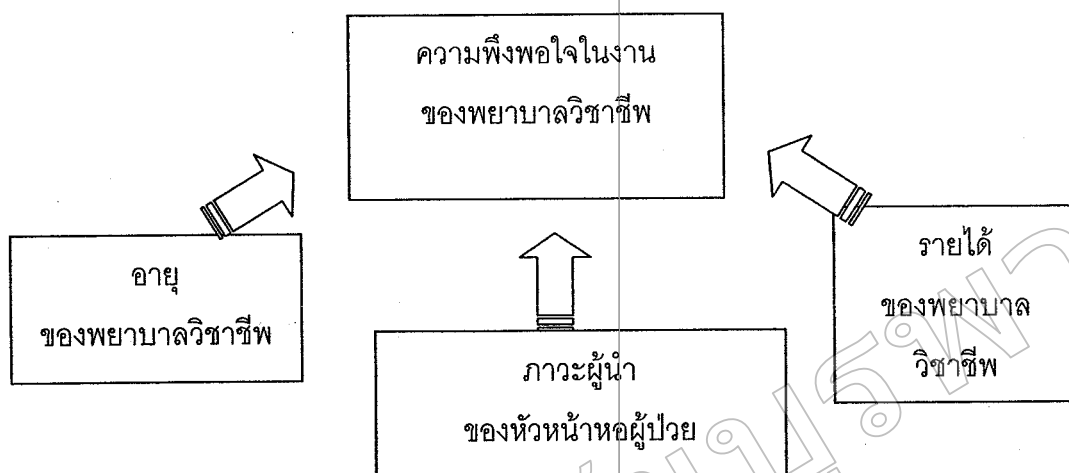 ความพึงพอใจในงาน
ของพยาบาลวิชาชีพ
อายุ
ของพยาบาลวิชาชีพ
ภาวะผู้นำ
ของหัวหน้าหอผู้ป่วย
รายได้
ของพยาบาล
วิชาชีพ